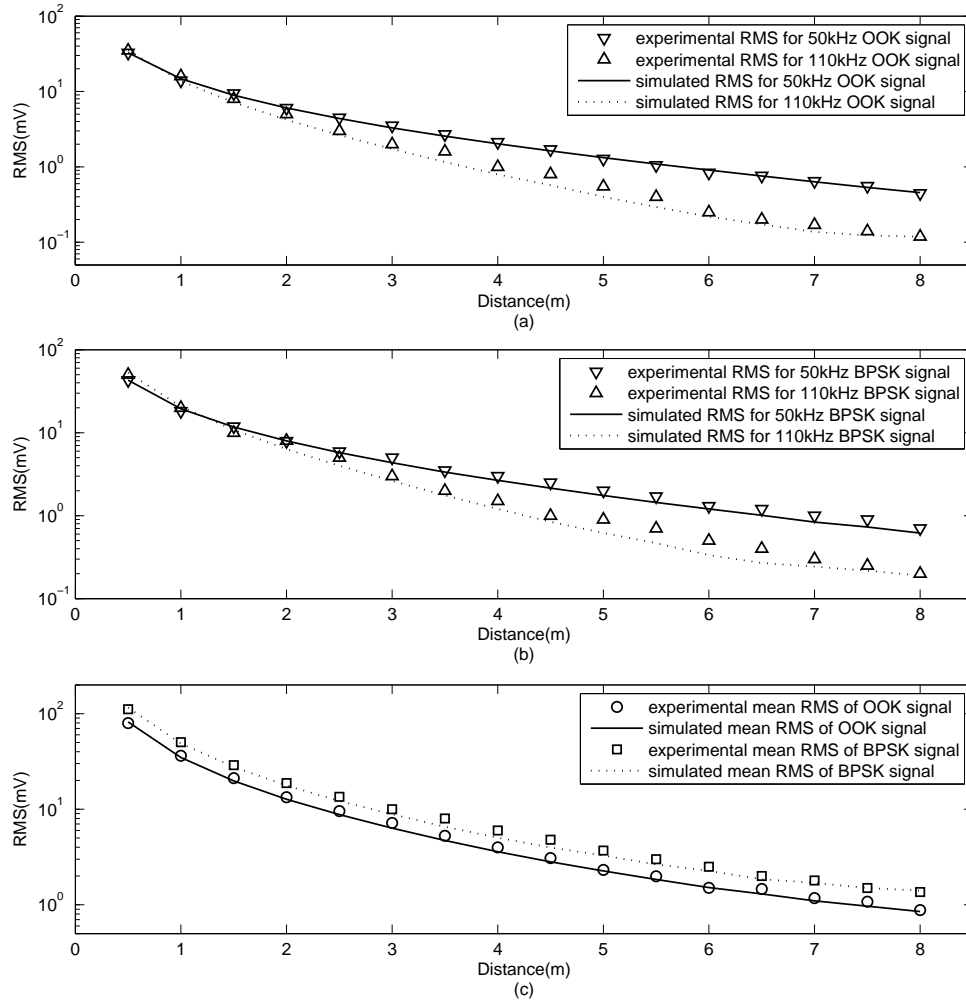 10^2
10^1
10^0
10^-1
RMS(mV)
experimental RMS for 50kHz OOK signal
experimental RMS for 110kHz OOK signal
simulated RMS for 50kHz OOK signal
simulated RMS for 110kHz OOK signal
0 1 2 3 4 5 6 7 8
Distance(m)
(a)
10^2
10^1
10^0
10^-1
RMS(mV)
experimental RMS for 50kHz BPSK signal
experimental RMS for 110kHz BPSK signal
simulated RMS for 50kHz BPSK signal
simulated RMS for 110kHz BPSK signal
0 1 2 3 4 5 6 7 8
Distance(m)
(b)
10^2
10^1
10^0
RMS(mV)
experimental mean RMS of OOK signal
simulated mean RMS of OOK signal
experimental mean RMS of BPSK signal
simulated mean RMS of BPSK signal
0 1 2 3 4 5 6 7 8
Distance(m)
(c)